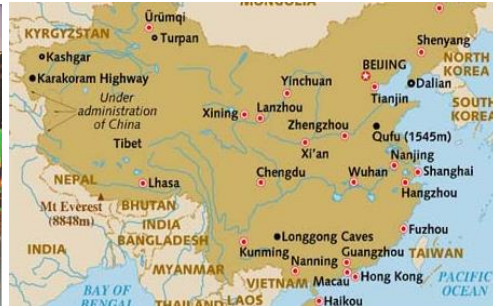 MONGOLIA
Ürümqi
KYRGYZSTAN
Turpan
Shenyang
Kashgar
BEIJING
NORTH
KOREA
Karakoram Highway
Yinchuan
Dalian
Tianjin
Under
administration
of China
Xining
Lanzhou
SOUTH
KOREA
Zhengzhou
Qufu (1545m)
Tibet
Xi'an
Nanjing
NEPAL
Lhasa
Chengdu
Wuhan
Shanghai
Hangzhou
Mt Everest
(8848m)
BHUTAN
INDIA
Longgong Caves
Fuzhou
BANGLADESH
Kunming
Guangzhou
TAIWAN
INDIA
MYANMAR
Nanning
Macau
Hong Kong
PACIFIC
OCEAN
VIETNAM
BAY OF
BENGAL
THAILAND
LAOS
Haikou